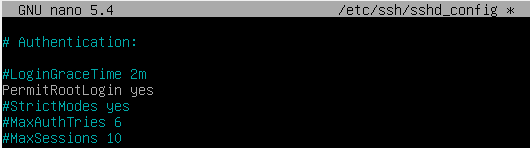 GNU nano 5.4 /etc/ssh/sshd_config *
# Authentication:
#LoginGraceTime 2m
PermitRootLogin yes
#StrictModes yes
#MaxAuthTries 6
#MaxSessions 10